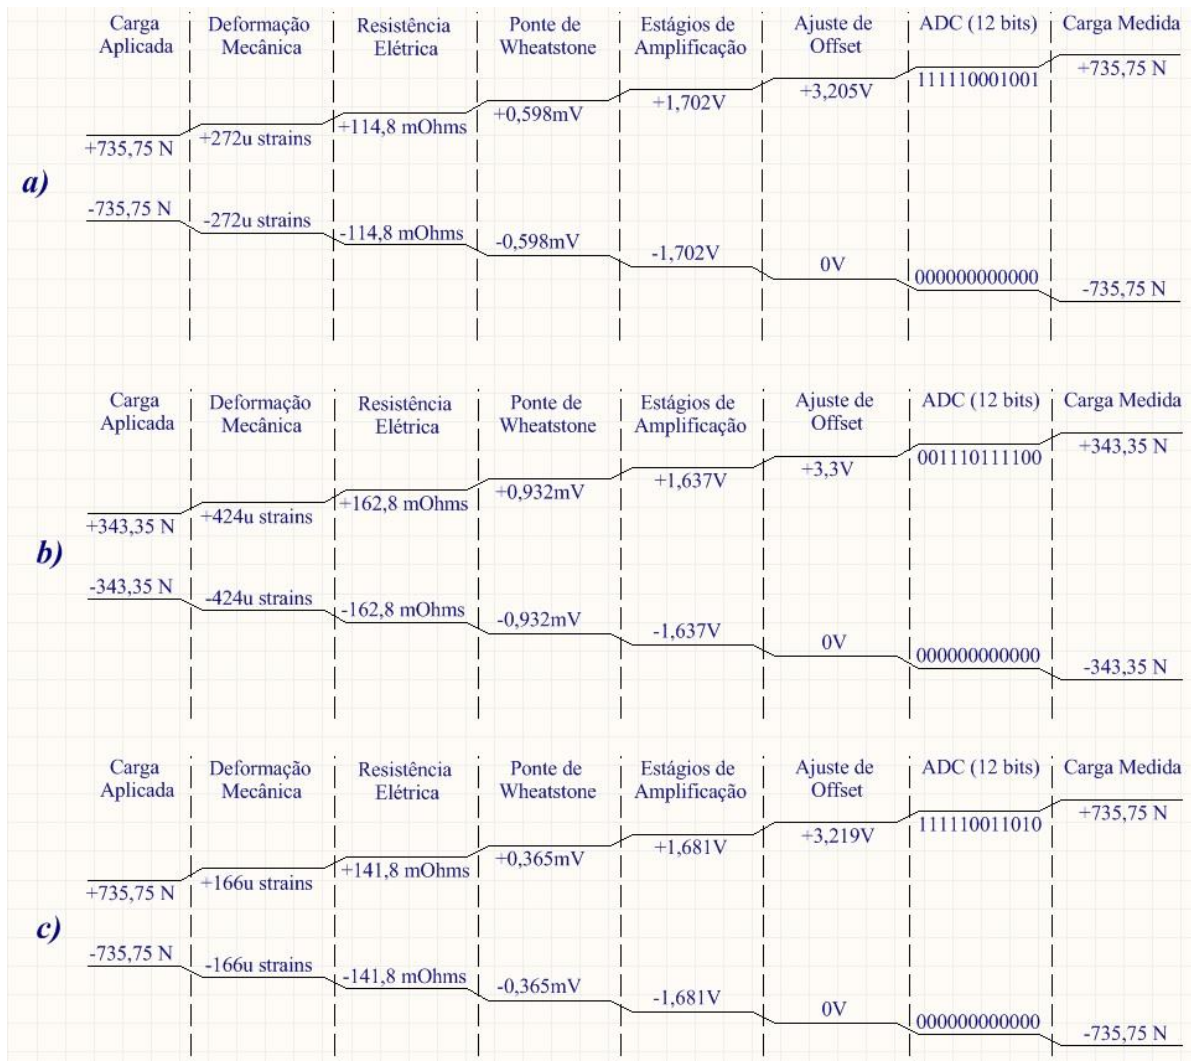 Carga Aplicada
Deformação Mecânica
Resistência Elétrica
Ponte de Wheatstone
Estágios de Amplificação
Ajuste de Offset
ADC (12 bits)
Carga Medida
+735,75 N
+272u strains
+114,8 mOhms
+0,598mV
+1,702V
+3,205V
111110001001
+735,75 N
a)
-735,75 N
-272u strains
-114,8 mOhms
-0,598mV
-1,702V
0V
000000000000
-735,75 N
Carga Aplicada
Deformação Mecânica
Resistência Elétrica
Ponte de Wheatstone
Estágios de Amplificação
Ajuste de Offset
ADC (12 bits)
Carga Medida
+343,35 N
+424u strains
+162,8 mOhms
+0,932mV
+1,637V
+3,3V
001110111100
+343,35 N
b)
-343,35 N
-424u strains
-162,8 mOhms
-0,932mV
-1,637V
0V
000000000000
-343,35 N
Carga Aplicada
Deformação Mecânica
Resistência Elétrica
Ponte de Wheatstone
Estágios de Amplificação
Ajuste de Offset
ADC (12 bits)
Carga Medida
+735,75 N
+166u strains
+141,8 mOhms
+0,365mV
+1,681V
+3,219V
111110011010
+735,75 N
c)
-735,75 N
-166u strains
-141,8 mOhms
-0,365mV
-1,681V
0V
000000000000
-735,75 N